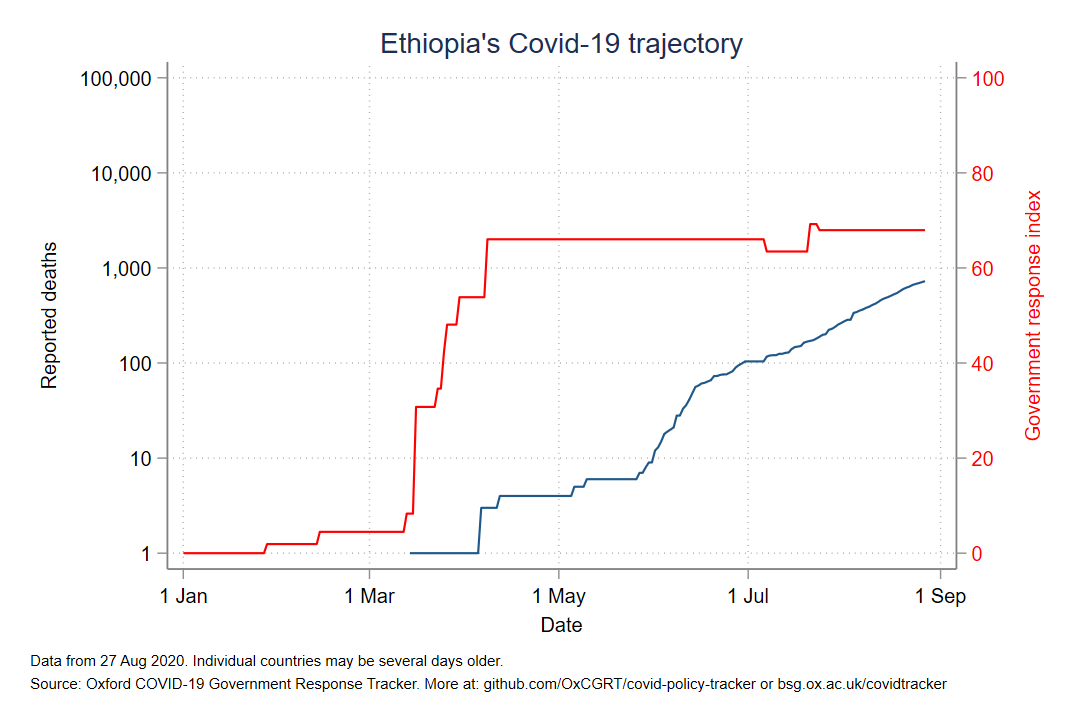 Ethiopia's Covid-19 trajectory
100,000
10,000
1,000
100
10
1
Reported deaths
100
80
60
40
20
0
Government response index
1 Jan
1 Mar
1 May
1 Jul
1 Sep
Date
Data from 27 Aug 2020. Individual countries may be several days older.
Source: Oxford COVID-19 Government Response Tracker. More at: github.com/OxCGRT/covid-policy-tracker or bsg.ox.ac.uk/covidtracker